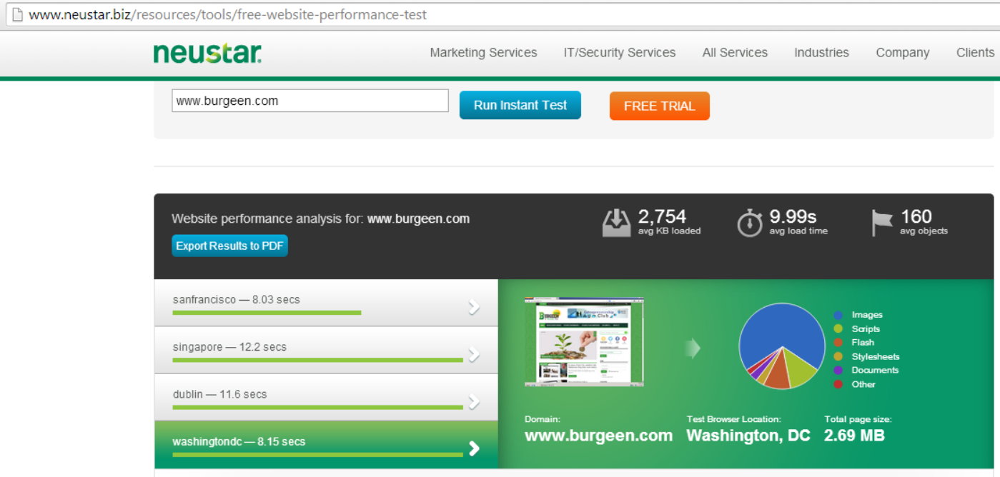 www.neustar.biz/resources/tools/free-website-performance-test
neustar.
Marketing Services IT/Security Services All Services Industries Company Clients
www.burgeen.com Run Instant Test FREE TRIAL
Website performance analysis for: www.burgeen.com
Export Results to PDF
2,754
avg KB loaded
9.99s
avg load time
160
avg objects
sanfrancisco — 8.03 secs
singapore — 12.2 secs
dublin — 11.6 secs
washingtondc — 8.15 secs
BURGEEN
Images
Scripts
Flash
Stylesheets
Documents
Other
Domain:
www.burgeen.com
Test Browser Location:
Washington, DC
Total page size:
2.69 MB